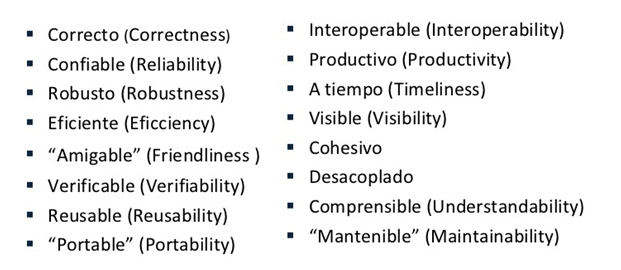 ▪ Correcto (Correctness)
▪ Confiable (Reliability)
▪ Robusto (Robustness)
▪ Eficiente (Eficciency)
▪ “Amigable” (Friendliness )
▪ Verificable (Verifiability)
▪ Reusable (Reusability)
▪ “Portable” (Portability)
▪ Interoperable (Interoperability)
▪ Productivo (Productivity)
▪ A tiempo (Timeliness)
▪ Visible (Visibility)
▪ Cohesivo
▪ Desacoplado
▪ Comprensible (Understandability)
▪ “Mantenible” (Maintainability)